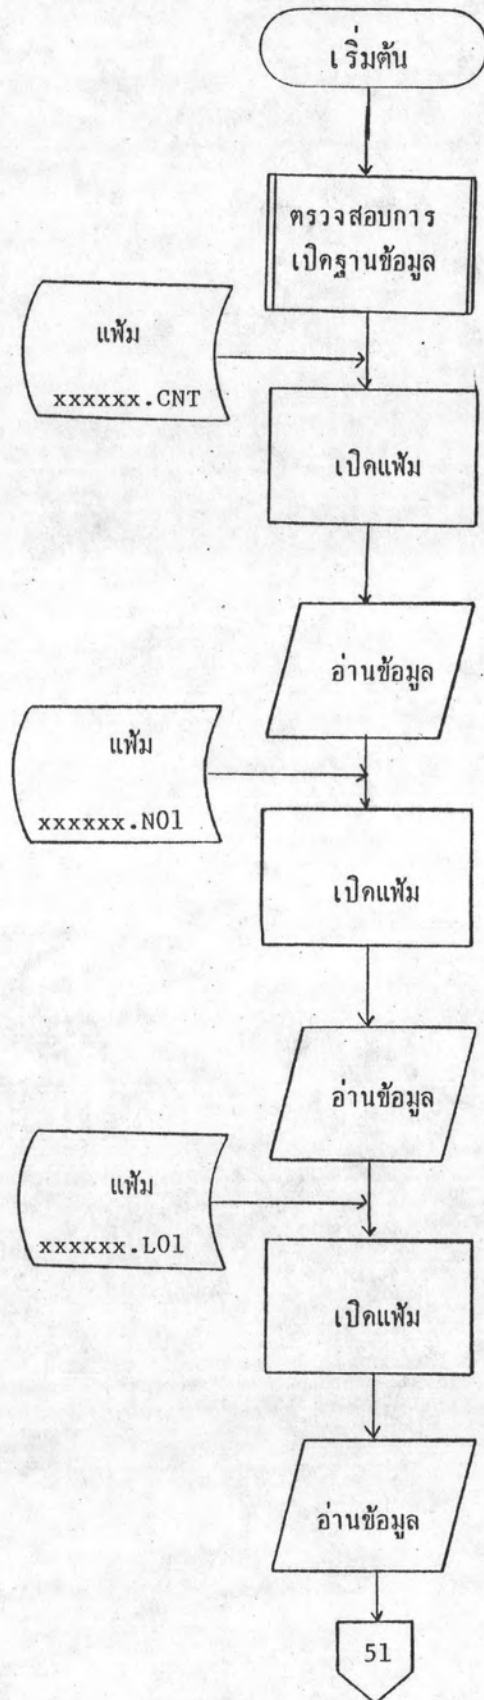 เริ่มต้น
ตรวจสอบการ
เปิดฐานข้อมูล
แฟ้ม
xxxxxx.CNT
เปิดแฟ้ม
อ่านข้อมูล
แฟ้ม
xxxxxx.N01
เปิดแฟ้ม
อ่านข้อมูล
แฟ้ม
xxxxxx.L01
เปิดแฟ้ม
อ่านข้อมูล
51